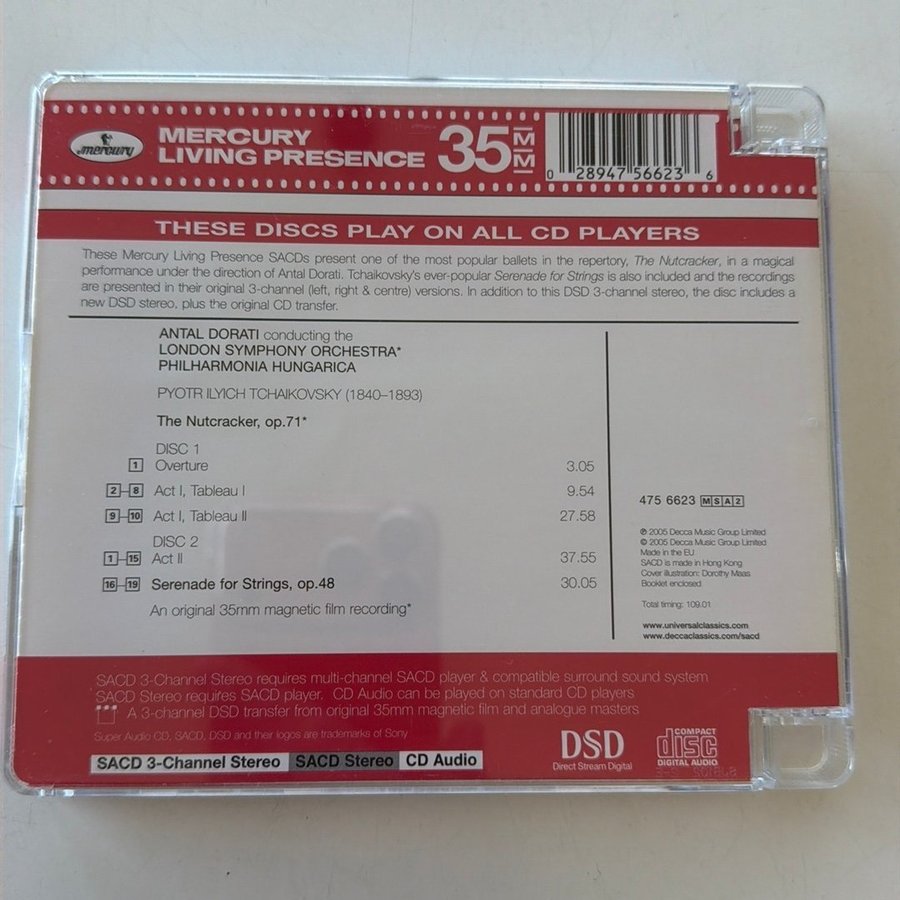 mercury
MERCURY
LIVING PRESENCE
35MM
0 28947 56623 6
THESE DISCS PLAY ON ALL CD PLAYERS
These Mercury Living Presence SACDs present one of the most popular ballets in the repertory, The Nutcracker, in a magical
performance under the direction of Antal Dorati. Tchaikovsky's ever-popular Serenade for Strings is also included and the recordings
are presented in their original 3-channel (left, right & centre) versions. In addition to this DSD 3-channel stereo, the disc includes a
new DSD stereo. plus the original CD transfer.
ANTAL DORATI conducting the
LONDON SYMPHONY ORCHESTRA*
PHILHARMONIA HUNGARICA
PYOTR ILYICH TCHAIKOVSKY (1840–1893)
The Nutcracker, op.71*
DISC 1
1 Overture 3.05
2–8 Act I, Tableau I 9.54
9–10 Act I, Tableau II 27.58
DISC 2
1–15 Act II 37.55
16–19 Serenade for Strings, op.48 30.05
An original 35mm magnetic film recording*
475 6623 MSA2
℗ 2005 Decca Music Group Limited
© 2005 Decca Music Group Limited
Made in the EU
SACD is made in Hong Kong
Cover illustration: Dorothy Maas
Booklet enclosed
Total timing: 109.01
www.universalclassics.com
www.deccaclassics.com/sacd
SACD 3-Channel Stereo requires multi-channel SACD player & compatible surround sound system
SACD Stereo requires SACD player. CD Audio can be played on standard CD players
A 3-channel DSD transfer from original 35mm magnetic film and analogue masters
Super Audio CD, SACD, DSD and their logos are trademarks of Sony
SACD 3-Channel Stereo SACD Stereo CD Audio
DSD
Direct Stream Digital
COMPACT
disc
DIGITAL AUDIO